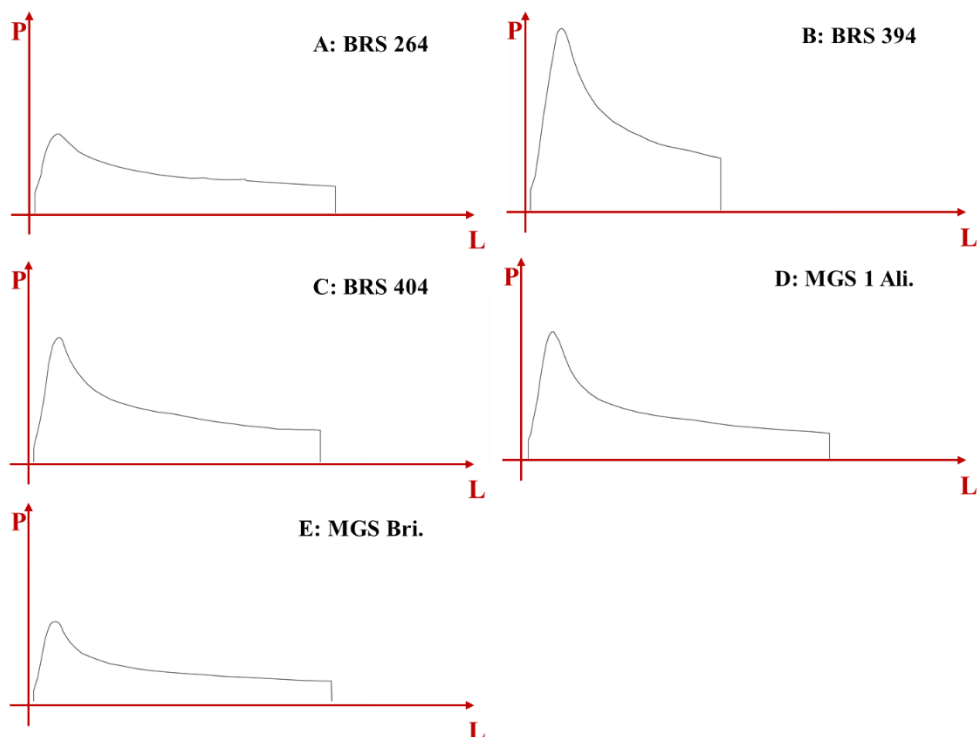 P
A: BRS 264
L
P
B: BRS 394
L
P
C: BRS 404
L
P
D: MGS 1 Ali.
L
P
E: MGS Bri.
L